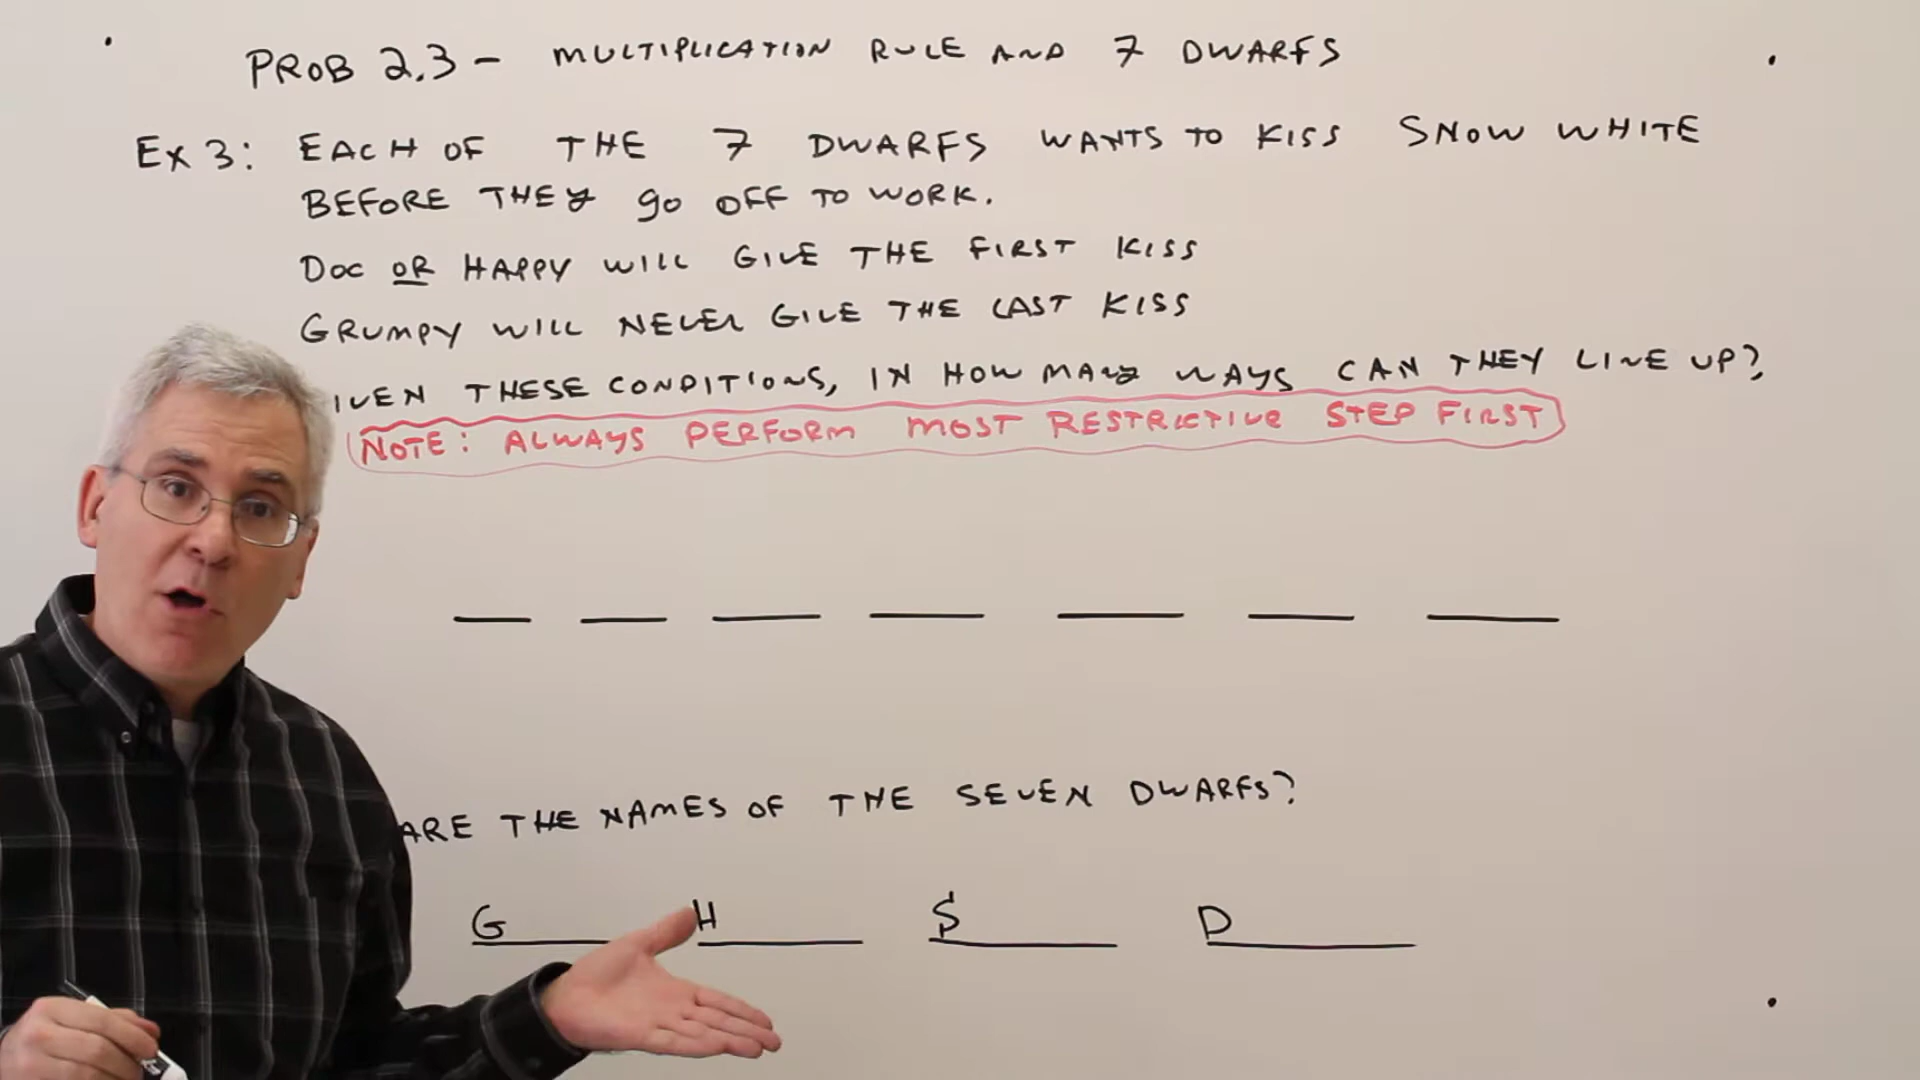 PROB 2.3 - MULTIPLICATION RULE AND 7 DWARFS
EX 3: EACH OF THE 7 DWARFS WANTS TO KISS SNOW WHITE
BEFORE THEY GO OFF TO WORK.
DOC OR HAPPY WILL GIVE THE FIRST KISS
GRUMPY WILL NEVER GIVE THE LAST KISS
IVEN THESE CONDITIONS, IN HOW MANY WAYS CAN THEY LINE UP?
NOTE: ALWAYS PERFORM MOST RESTRICTIVE STEP FIRST
ARE THE NAMES OF THE SEVEN DWARFS?
G H S D